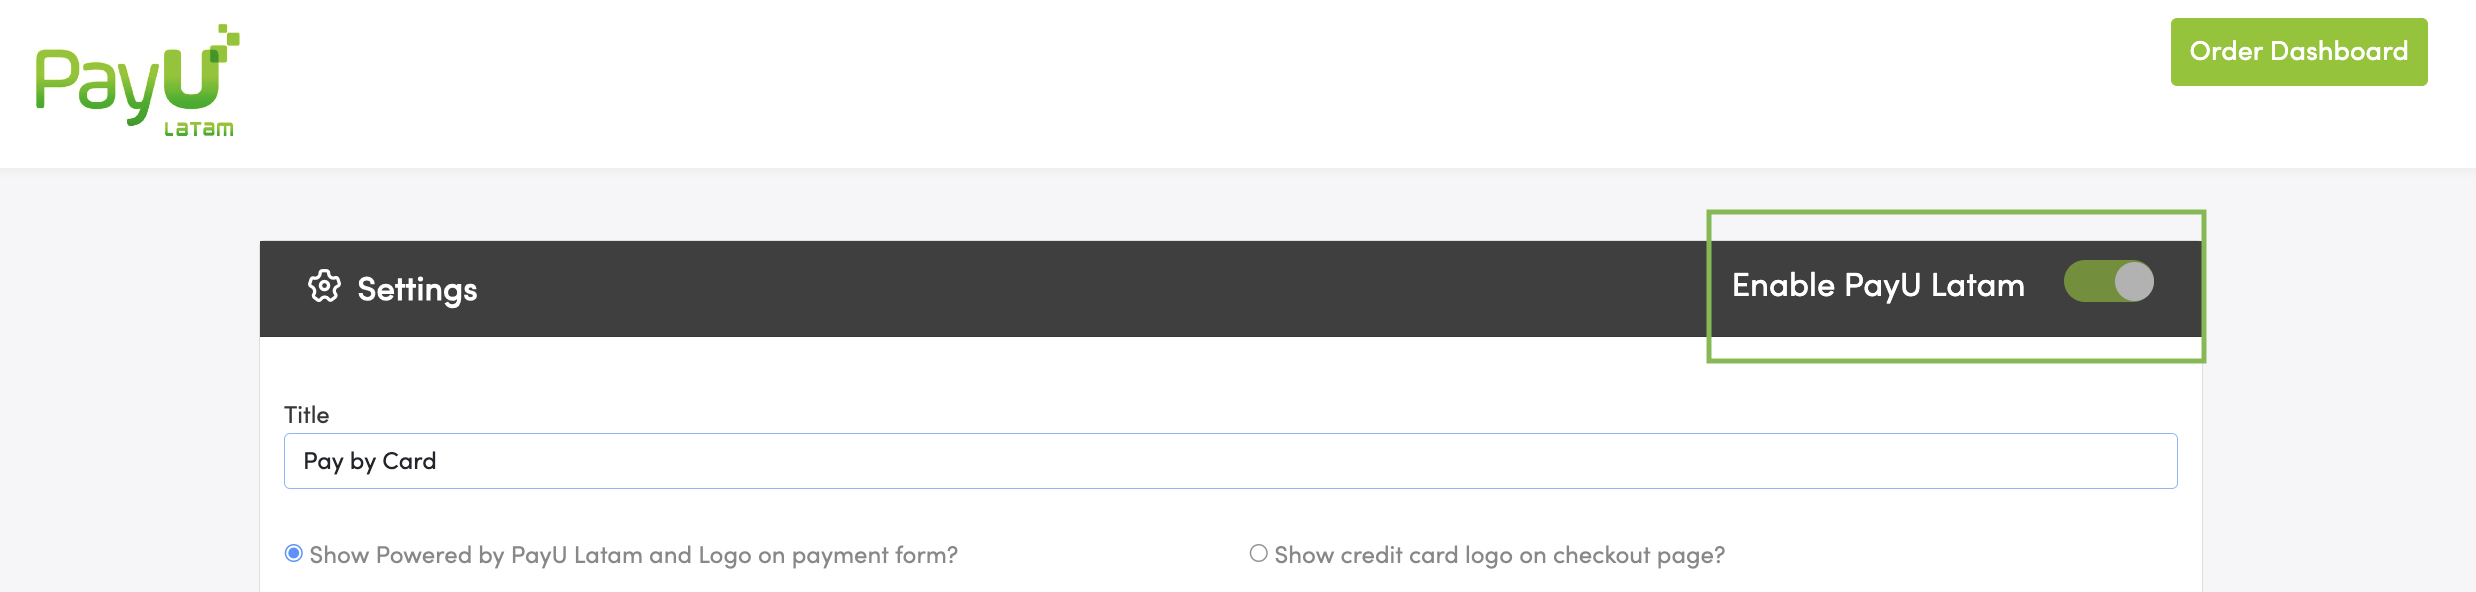 PayU
LATAM
Order Dashboard
Settings
Enable PayU Latam
Title
Pay by Card
Show Powered by PayU Latam and Logo on payment form?
Show credit card logo on checkout page?